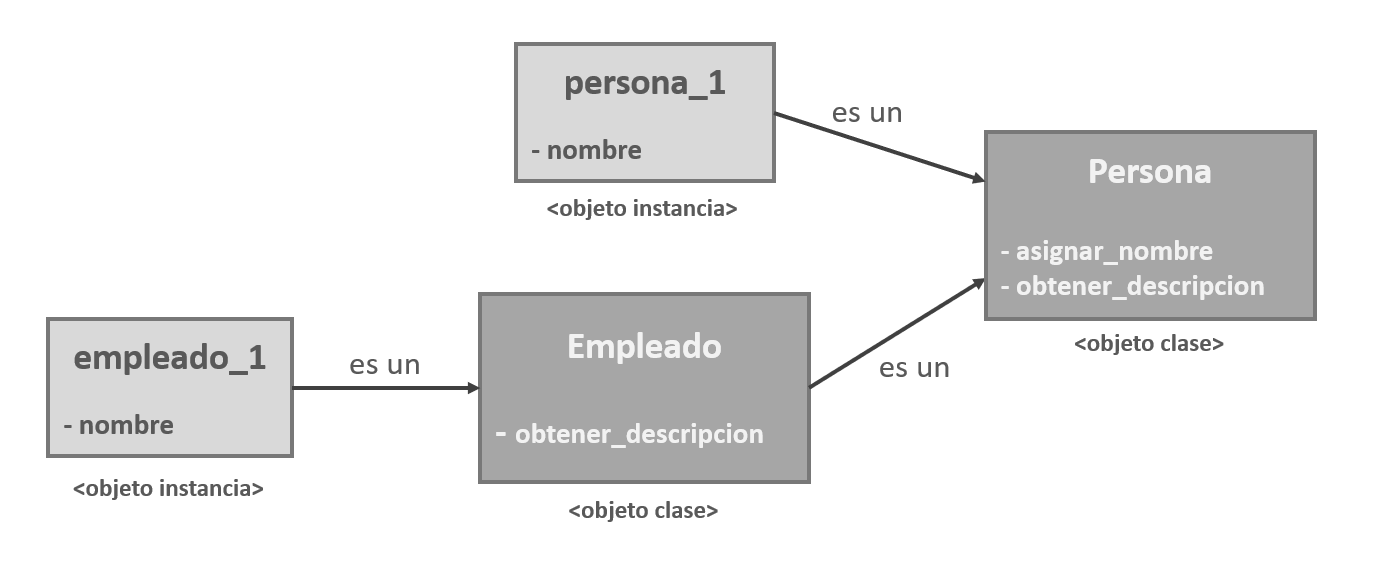 persona_1
- nombre
<objeto instancia>
es un
Persona
- asignar_nombre
- obtener_descripcion
<objeto clase>
empleado_1
- nombre
<objeto instancia>
es un
Empleado
- obtener_descripcion
<objeto clase>
es un